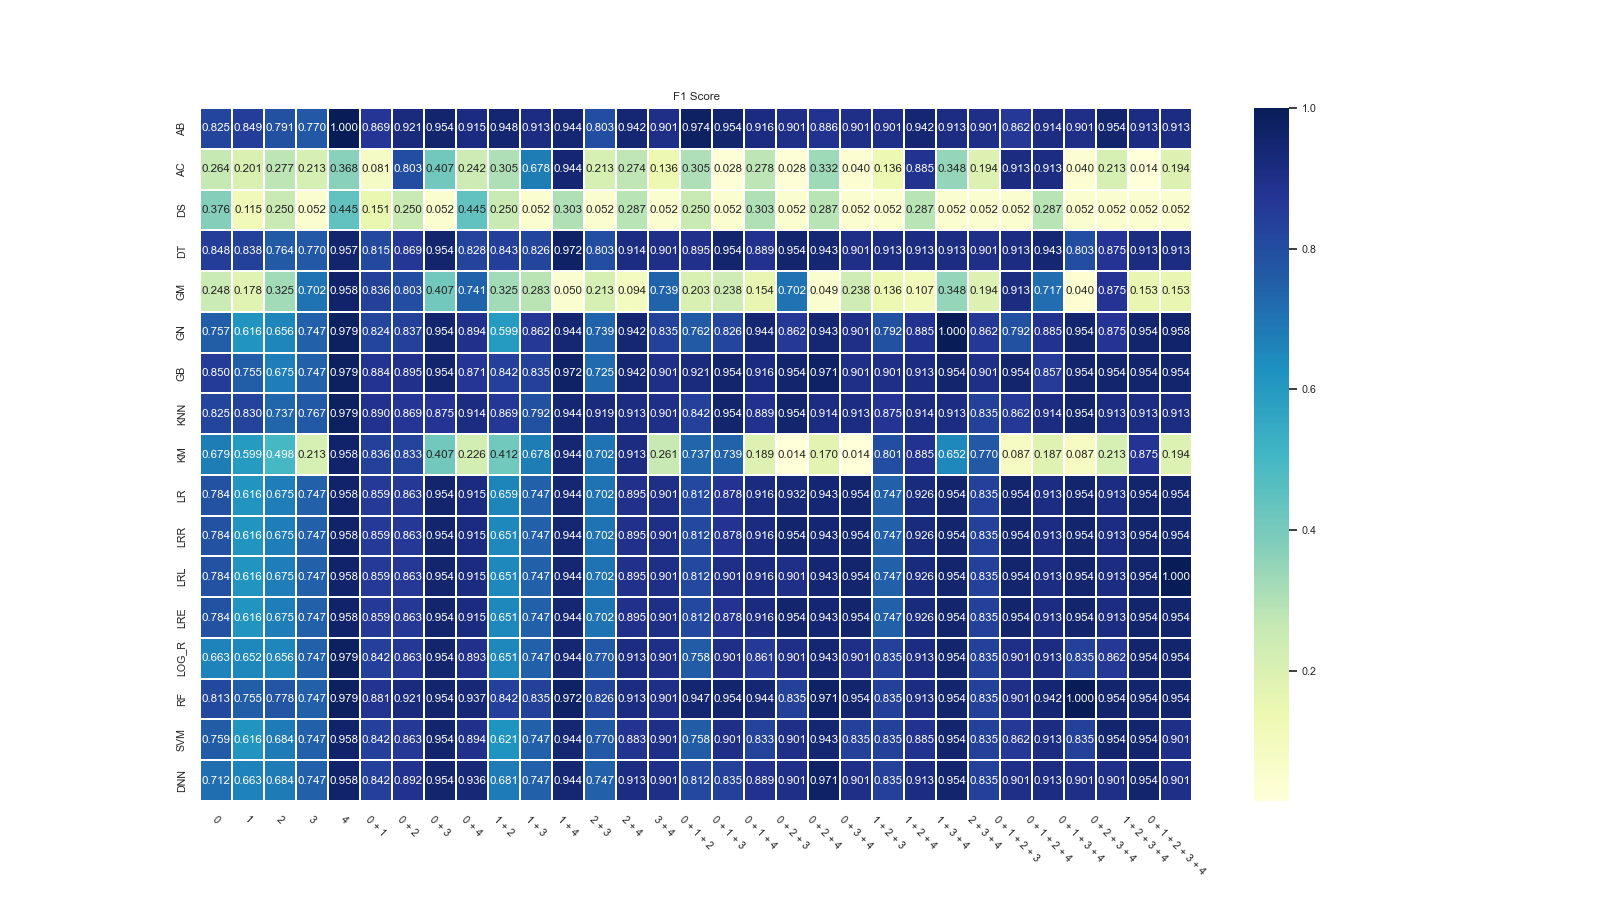 F1 Score
AB 0.825 0.849 0.791 0.770 1.000 0.869 0.921 0.954 0.915 0.948 0.913 0.944 0.803 0.942 0.901 0.974 0.954 0.916 0.901 0.886 0.901 0.901 0.942 0.913 0.901 0.862 0.914 0.901 0.954 0.913 0.913
AC 0.264 0.201 0.277 0.213 0.368 0.081 0.803 0.407 0.242 0.305 0.678 0.944 0.213 0.274 0.136 0.305 0.028 0.278 0.028 0.332 0.040 0.136 0.885 0.348 0.194 0.913 0.913 0.040 0.213 0.014 0.194
DS 0.376 0.115 0.250 0.052 0.445 0.151 0.250 0.052 0.445 0.250 0.052 0.303 0.052 0.287 0.052 0.250 0.052 0.303 0.052 0.287 0.052 0.052 0.287 0.052 0.052 0.052 0.287 0.052 0.052 0.052 0.052
DT 0.848 0.838 0.764 0.770 0.957 0.815 0.869 0.954 0.828 0.843 0.826 0.972 0.803 0.914 0.901 0.895 0.954 0.889 0.954 0.943 0.901 0.913 0.913 0.913 0.901 0.913 0.943 0.803 0.875 0.913 0.913
GM 0.248 0.178 0.325 0.702 0.958 0.836 0.803 0.407 0.741 0.325 0.283 0.050 0.213 0.094 0.739 0.203 0.238 0.154 0.702 0.049 0.238 0.136 0.107 0.348 0.194 0.913 0.717 0.040 0.875 0.153 0.153
GN 0.757 0.616 0.656 0.747 0.979 0.824 0.837 0.954 0.894 0.599 0.862 0.944 0.739 0.942 0.835 0.762 0.826 0.944 0.862 0.943 0.901 0.792 0.885 1.000 0.862 0.792 0.885 0.954 0.875 0.954 0.958
GB 0.850 0.755 0.675 0.747 0.979 0.884 0.895 0.954 0.871 0.842 0.835 0.972 0.725 0.942 0.901 0.921 0.954 0.916 0.954 0.971 0.901 0.901 0.913 0.954 0.901 0.954 0.857 0.954 0.954 0.954 0.954
KNN 0.825 0.830 0.737 0.767 0.979 0.890 0.869 0.875 0.914 0.869 0.792 0.944 0.919 0.913 0.901 0.842 0.954 0.889 0.954 0.914 0.913 0.875 0.914 0.913 0.835 0.862 0.914 0.954 0.913 0.913 0.913
KM 0.679 0.599 0.498 0.213 0.958 0.836 0.833 0.407 0.226 0.412 0.678 0.944 0.702 0.913 0.261 0.737 0.739 0.189 0.014 0.170 0.014 0.801 0.885 0.652 0.770 0.087 0.187 0.087 0.213 0.875 0.194
LR 0.784 0.616 0.675 0.747 0.958 0.859 0.863 0.954 0.915 0.659 0.747 0.944 0.702 0.895 0.901 0.812 0.878 0.916 0.932 0.943 0.954 0.747 0.926 0.954 0.835 0.954 0.913 0.954 0.913 0.954 0.954
LRR 0.784 0.616 0.675 0.747 0.958 0.859 0.863 0.954 0.915 0.651 0.747 0.944 0.702 0.895 0.901 0.812 0.878 0.916 0.954 0.943 0.954 0.747 0.926 0.954 0.835 0.954 0.913 0.954 0.913 0.954 0.954
LRL 0.784 0.616 0.675 0.747 0.958 0.859 0.863 0.954 0.915 0.651 0.747 0.944 0.702 0.895 0.901 0.812 0.901 0.916 0.901 0.943 0.954 0.747 0.926 0.954 0.835 0.954 0.913 0.954 0.913 0.954 1.000
LRE 0.784 0.616 0.675 0.747 0.958 0.859 0.863 0.954 0.915 0.651 0.747 0.944 0.702 0.895 0.901 0.812 0.878 0.916 0.954 0.943 0.954 0.747 0.926 0.954 0.835 0.954 0.913 0.954 0.913 0.954 0.954
LOG_R 0.663 0.652 0.656 0.747 0.979 0.842 0.863 0.954 0.893 0.651 0.747 0.944 0.770 0.913 0.901 0.758 0.901 0.861 0.901 0.943 0.901 0.835 0.913 0.954 0.835 0.901 0.913 0.835 0.862 0.954 0.954
RF 0.813 0.755 0.778 0.747 0.979 0.881 0.921 0.954 0.937 0.842 0.835 0.972 0.826 0.913 0.901 0.947 0.954 0.944 0.835 0.971 0.954 0.835 0.913 0.954 0.835 0.901 0.942 1.000 0.954 0.954 0.954
SVM 0.759 0.616 0.684 0.747 0.958 0.842 0.863 0.954 0.894 0.621 0.747 0.944 0.770 0.883 0.901 0.758 0.901 0.833 0.901 0.943 0.835 0.835 0.885 0.954 0.835 0.862 0.913 0.835 0.954 0.954 0.901
DNN 0.712 0.663 0.684 0.747 0.958 0.842 0.892 0.954 0.936 0.681 0.747 0.944 0.747 0.913 0.901 0.812 0.835 0.889 0.901 0.971 0.901 0.835 0.913 0.954 0.835 0.901 0.913 0.901 0.901 0.954 0.901
0 1 2 3 4 0 + 1 0 + 2 0 + 3 0 + 4 1 + 2 1 + 3 1 + 4 2 + 3 2 + 4 3 + 4 0 + 1 + 2 0 + 1 + 3 0 + 1 + 4 0 + 2 + 3 0 + 2 + 4 0 + 3 + 4 1 + 2 + 3 1 + 2 + 4 1 + 3 + 4 2 + 3 + 4 0 + 1 + 2 + 3 0 + 1 + 2 + 4 0 + 1 + 3 + 4 0 + 2 + 3 + 4 1 + 2 + 3 + 4 0 + 1 + 2 + 3 + 4
1.0
0.8
0.6
0.4
0.2